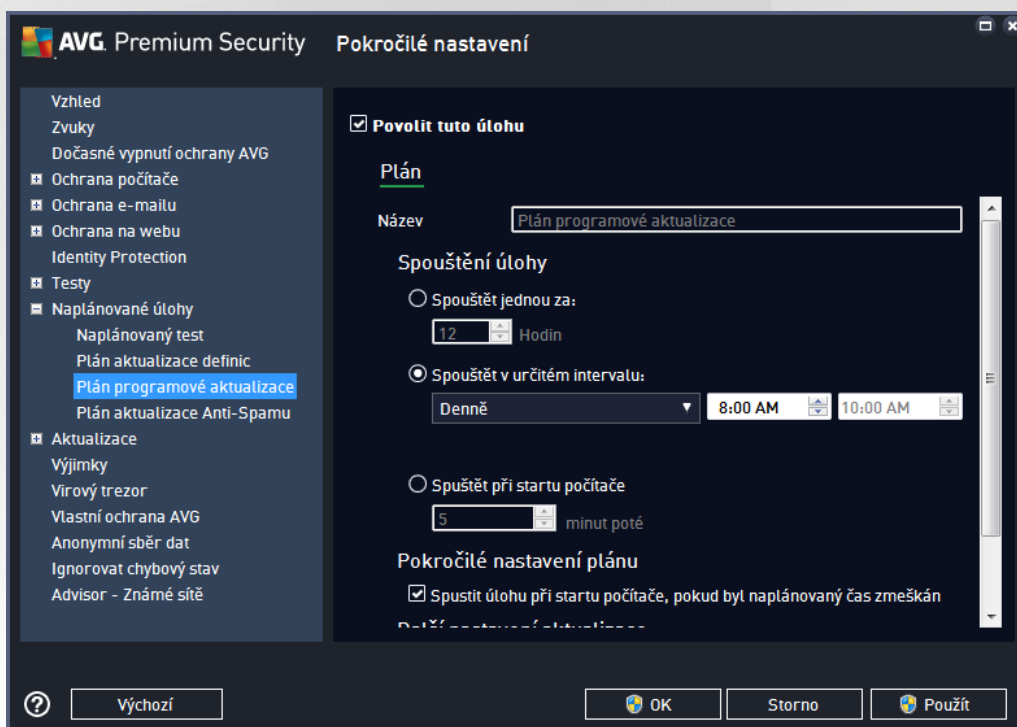 AVG. Premium Security
Pokročilé nastavení
Vzhled
Zvuky
Dočasné vypnutí ochrany AVG
Ochrana počítače
Ochrana e-mailu
Ochrana na webu
Identity Protection
Testy
Naplánované úlohy
Naplánovaný test
Plán aktualizace definic
Plán programové aktualizace
Plán aktualizace Anti-Spamu
Aktualizace
Výjimky
Virový trezor
Vlastní ochrana AVG
Anonymní sběr dat
Ignorovat chybový stav
Advisor - Známé sítě
Povolit tuto úlohu
Plán
Název Plán programové aktualizace
Spouštění úlohy
Spouštět jednou za:
12 Hodin
Spouštět v určitém intervalu:
Denně 8:00 AM 10:00 AM
Spuštět při startu počítače
5 minut poté
Pokročilé nastavení plánu
Spustit úlohu při startu počítače, pokud byl naplánovaný čas zmeškán
Další nastavení aktualizace
? Výchozí OK Storno Použít